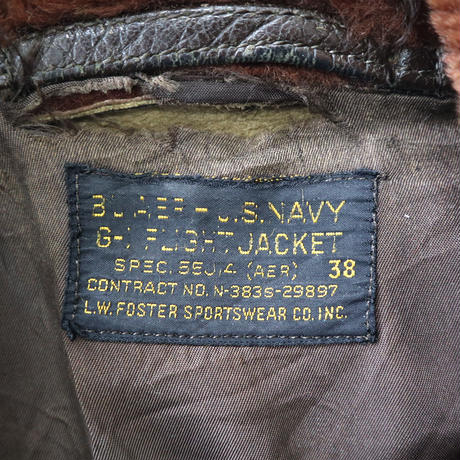 BU AER - U.S. NAVY
G-1 FLIGHT JACKET
SPEC. 55J14 (AER) 38
CONTRACT NO. N-383s-29897
L.W. FOSTER SPORTSWEAR CO. INC.